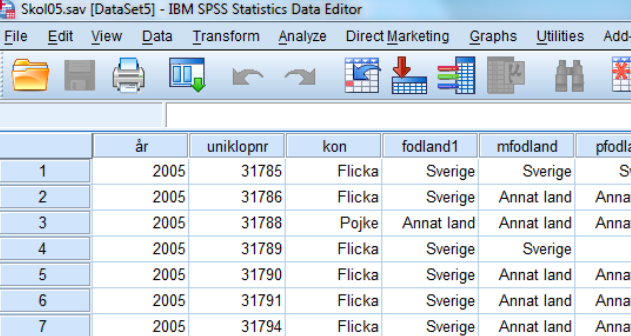 Skol05.sav [DataSet5] - IBM SPSS Statistics Data Editor
File Edit View Data Transform Analyze Direct Marketing Graphs Utilities Add-
år uniklopnr kon fodland1 mfodland pfodla
1 2005 31785 Flicka Sverige Sverige S
2 2005 31786 Flicka Sverige Annat land Anna
3 2005 31788 Pojke Annat land Annat land Anna
4 2005 31789 Flicka Sverige Sverige
5 2005 31790 Flicka Sverige Annat land Anna
6 2005 31791 Flicka Sverige Annat land Anna
7 2005 31794 Flicka Sverige Annat land Anna